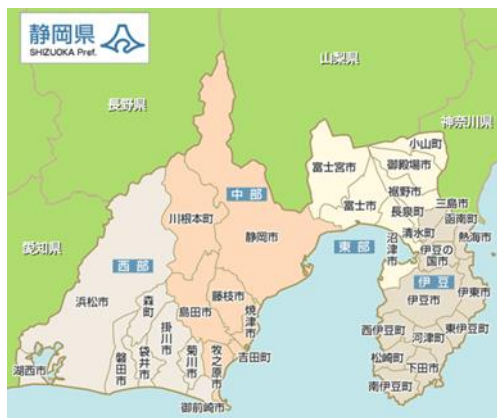 静岡県
SHIZUOKA Pref.
山梨県
長野県
神奈川県
愛知県
小山町
御殿場市
富士宮市
裾野市
富士市
長泉町
三島市
函南町
清水町
熱海市
沼津市
伊豆の
国市
東部
伊豆
伊東市
伊豆市
西伊豆町
東伊豆町
河津町
松崎町
下田市
南伊豆町
中部
川根本町
静岡市
島田市
藤枝市
焼津市
吉田町
牧之原市
西部
浜松市
森町
掛川市
磐田市
袋井市
菊川市
御前崎市
湖西市